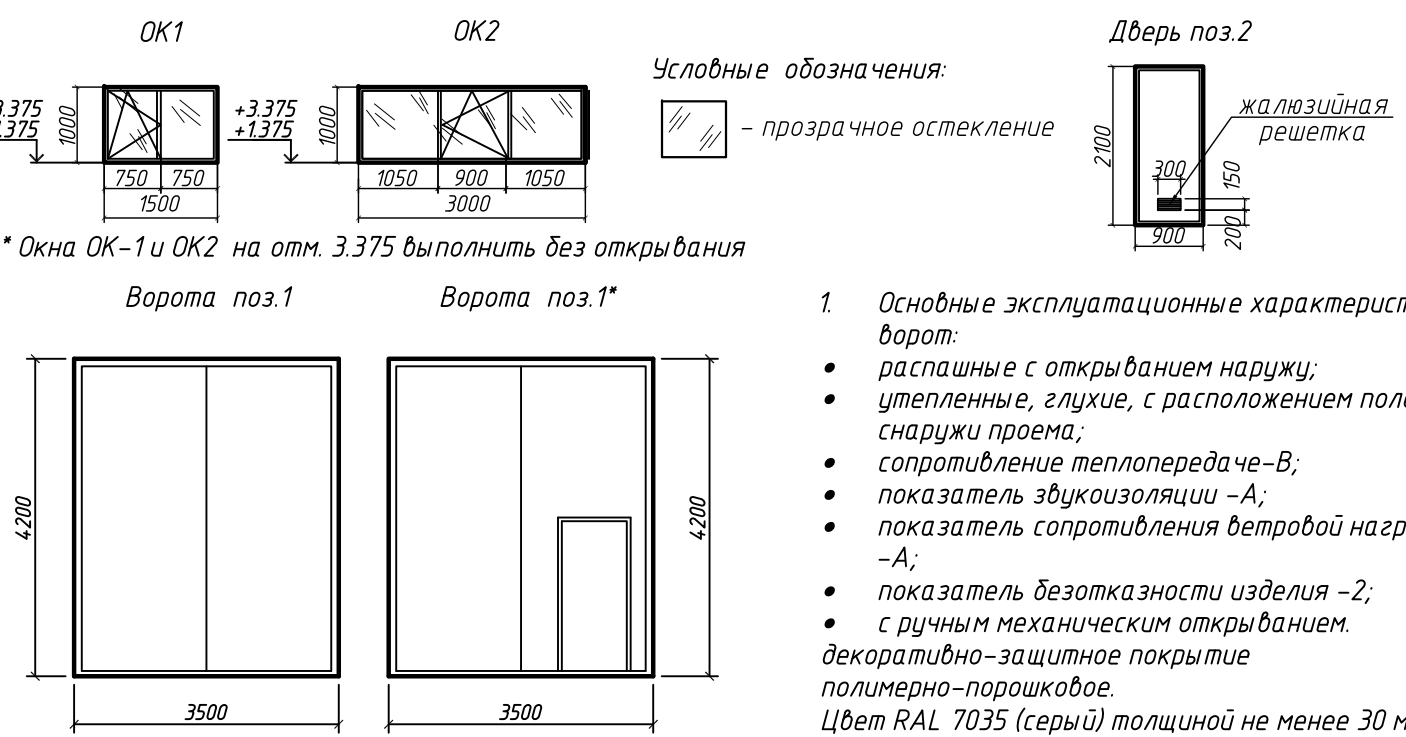 ОК1
ОК2
Дверь поз.2
Условные обозначения:
– прозрачное остекление
жалюзийная
решетка
.375
.375
1000
750
750
1500
+3.375
+1.375
1000
1050
900
1050
3000
2100
300
150
200
900
* Окна ОК–1 и ОК2 на отм. 3.375 выполнить без открывания
Ворота поз.1
Ворота поз.1*
4200
3500
4200
3500
1. Основные эксплуатационные характерист
ворот:
• распашные с открыванием наружу;
• утепленные, глухие, с расположением
снаружи проема;
• сопротивление теплопередаче–В;
• показатель звукоизоляции –А;
• показатель сопротивления ветровой нагр
–А;
• показатель безотказности изделия –2;
• с ручным механическим открыванием.
декоративно–защитное покрытие
полимерно–порошковое.
Цвет RAL 7035 (серый) толщиной не менее 30 м